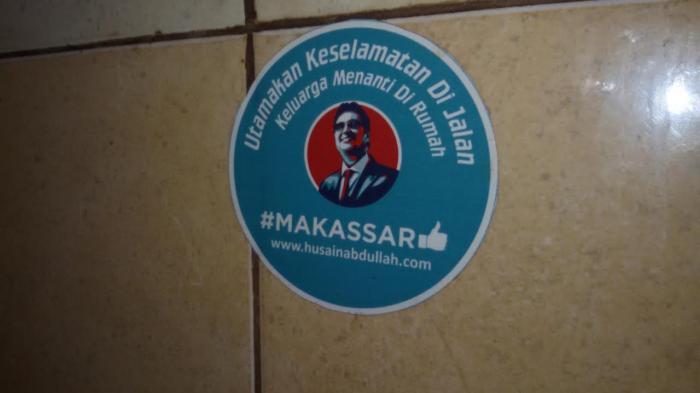 Utamakan Keselamatan Di Jalan
Keluarga Menanti Di Rumah
#MAKASSAR
www.husainabdullah.com